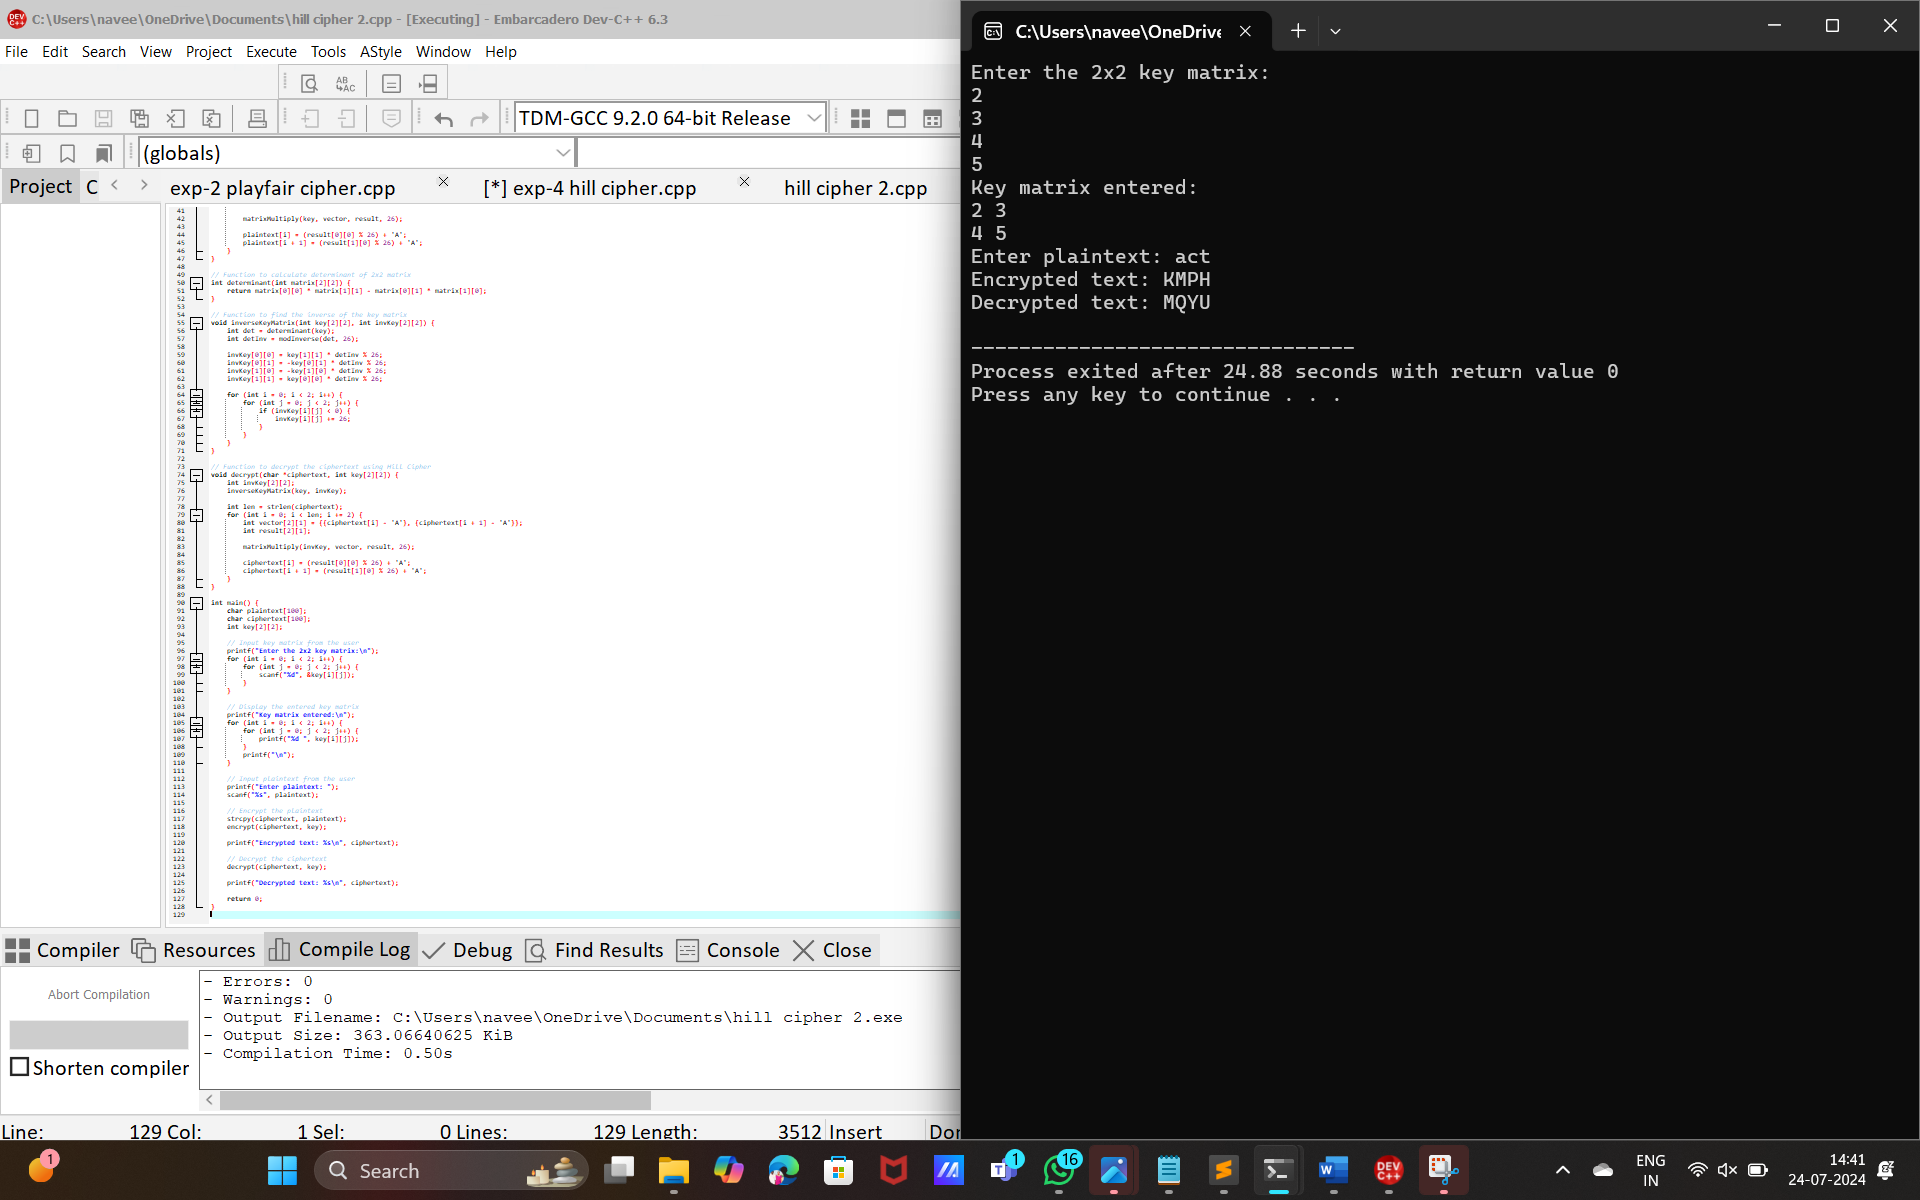 C:\Users\navee\OneDrive\Documents\hill cipher 2.cpp - [Executing] - Embarcadero Dev-C++ 6.3
File Edit Search View Project Execute Tools AStyle Window Help
TDM-GCC 9.2.0 64-bit Release
(globals)
Project C exp-2 playfair cipher.cpp [*] exp-4 hill cipher.cpp hill cipher 2.cpp
41
42 matrixMultiply(key, vector, result, 26);
43
44 plaintext[i] = (result[0][0] % 26) + 'A';
45 plaintext[i + 1] = (result[1][0] % 26) + 'A';
46 }
47 }
48
49 // Function to calculate determinant of 2x2 matrix
50 int determinant(int matrix[2][2]) {
51 return matrix[0][0] * matrix[1][1] - matrix[0][1] * matrix[1][0];
52 }
53
54 // Function to find the inverse of the key matrix
55 void inverseKeyMatrix(int key[2][2], int invKey[2][2]) {
56 int det = determinant(key);
57 int detInv = modInverse(det, 26);
58
59 invKey[0][0] = key[1][1] * detInv % 26;
60 invKey[0][1] = -key[0][1] * detInv % 26;
61 invKey[1][0] = -key[1][0] * detInv % 26;
62 invKey[1][1] = key[0][0] * detInv % 26;
63
64 for (int i = 0; i < 2; i++) {
65 for (int j = 0; j < 2; j++) {
66 if (invKey[i][j] < 0) {
67 invKey[i][j] += 26;
68 }
69 }
70 }
71 }
72
73 // Function to decrypt the ciphertext using Hill Cipher
74 void decrypt(char *ciphertext, int key[2][2]) {
75 int invKey[2][2];
76 inverseKeyMatrix(key, invKey);
77
78 int len = strlen(ciphertext);
79 for (int i = 0; i < len; i += 2) {
80 int vector[2][1] = {{ciphertext[i] - 'A'}, {ciphertext[i + 1] - 'A'}};
81 int result[2][1];
82
83 matrixMultiply(invKey, vector, result, 26);
84
85 ciphertext[i] = (result[0][0] % 26) + 'A';
86 ciphertext[i + 1] = (result[1][0] % 26) + 'A';
87 }
88 }
89
90 int main() {
91 char plaintext[100];
92 char ciphertext[100];
93 int key[2][2];
94
95 // Input key matrix from the user
96 printf("Enter the 2x2 key matrix:\n");
97 for (int i = 0; i < 2; i++) {
98 for (int j = 0; j < 2; j++) {
99 scanf("%d", &key[i][j]);
100 }
101 }
102
103 // Display the entered key matrix
104 printf("Key matrix entered:\n");
105 for (int i = 0; i < 2; i++) {
106 for (int j = 0; j < 2; j++) {
107 printf("%d ", key[i][j]);
108 }
109 printf("\n");
110 }
111
112 // Input plaintext from the user
113 printf("Enter plaintext: ");
114 scanf("%s", plaintext);
115
116 // Encrypt the plaintext
117 strcpy(ciphertext, plaintext);
118 encrypt(ciphertext, key);
119
120 printf("Encrypted text: %s\n", ciphertext);
121
122 // Decrypt the ciphertext
123 decrypt(ciphertext, key);
124
125 printf("Decrypted text: %s\n", ciphertext);
126
127 return 0;
128 }
129
Compiler Resources Compile Log Debug Find Results Console Close
Abort Compilation
Shorten compiler
- Errors: 0
- Warnings: 0
- Output Filename: C:\Users\navee\OneDrive\Documents\hill cipher 2.exe
- Output Size: 363.06640625 KiB
- Compilation Time: 0.50s
Line: 129 Col: 1 Sel: 0 Lines: 129 Length: 3512 Insert Dor
C:\Users\navee\OneDrive
Enter the 2x2 key matrix:
2
3
4
5
Key matrix entered:
2 3
4 5
Enter plaintext: act
Encrypted text: KMPH
Decrypted text: MQYU
--------------------------------
Process exited after 24.88 seconds with return value 0
Press any key to continue . . .
1
Search
1
16
ENG
IN
14:41
24-07-2024